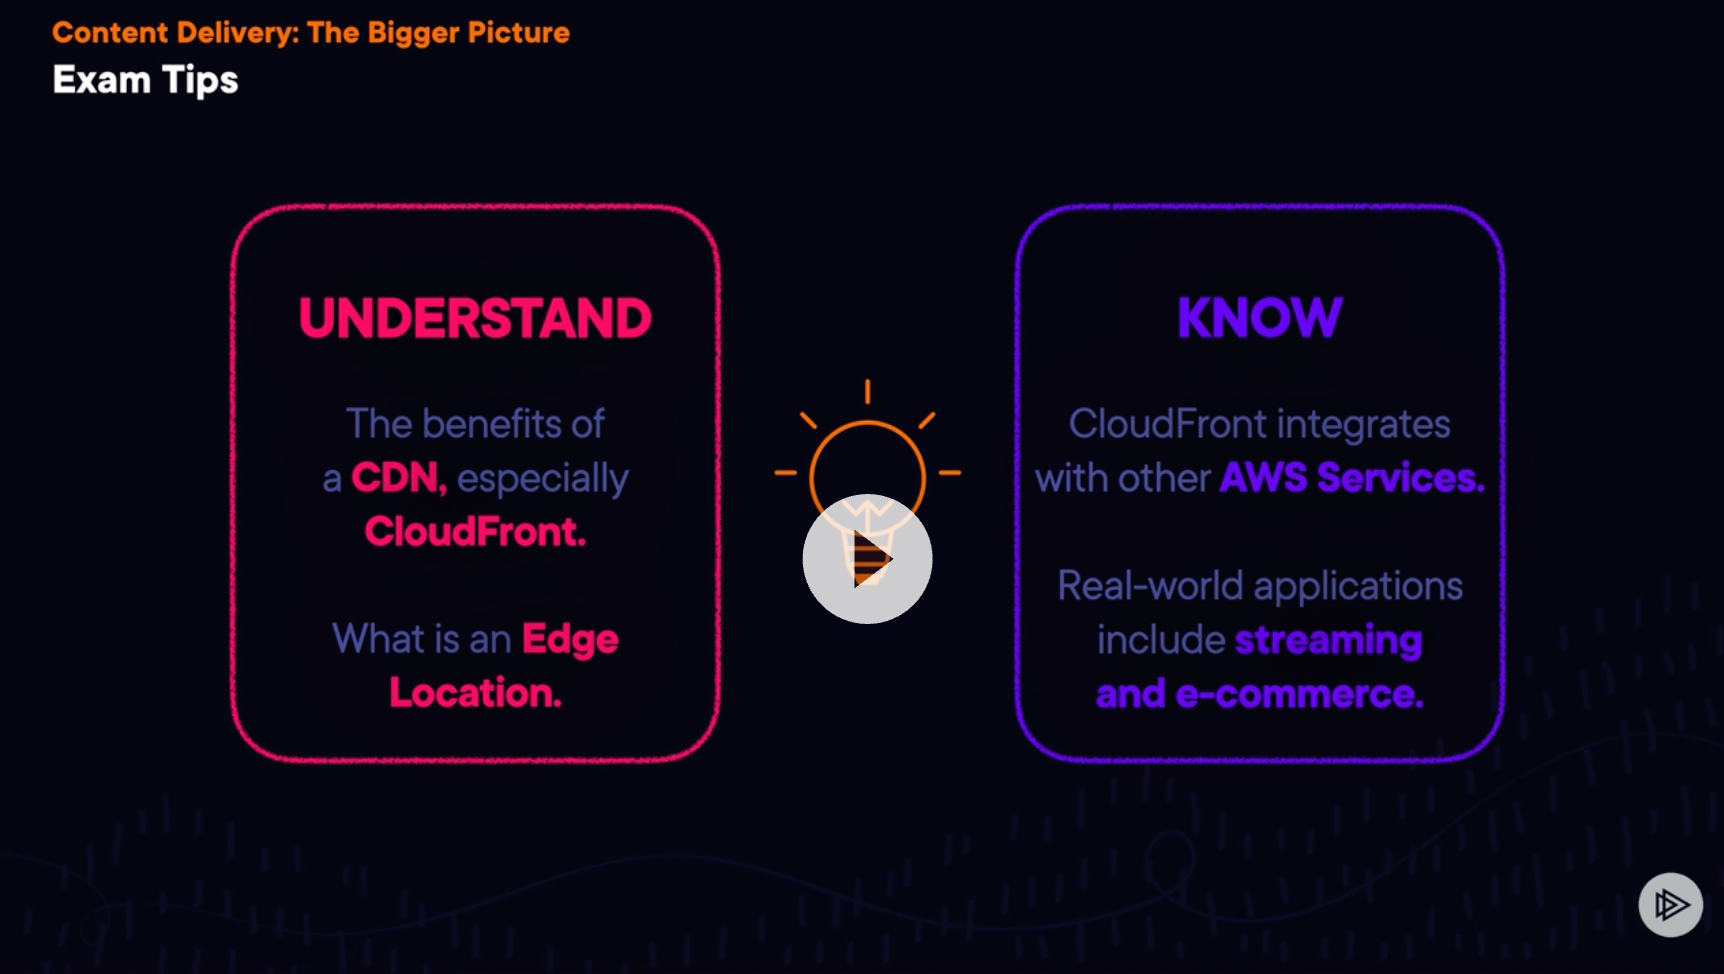 Content Delivery: The Bigger Picture
Exam Tips
UNDERSTAND
The benefits of
a CDN, especially
CloudFront.
What is an Edge
Location.
KNOW
CloudFront integrates
with other AWS Services.
Real-world applications
include streaming
and e-commerce.